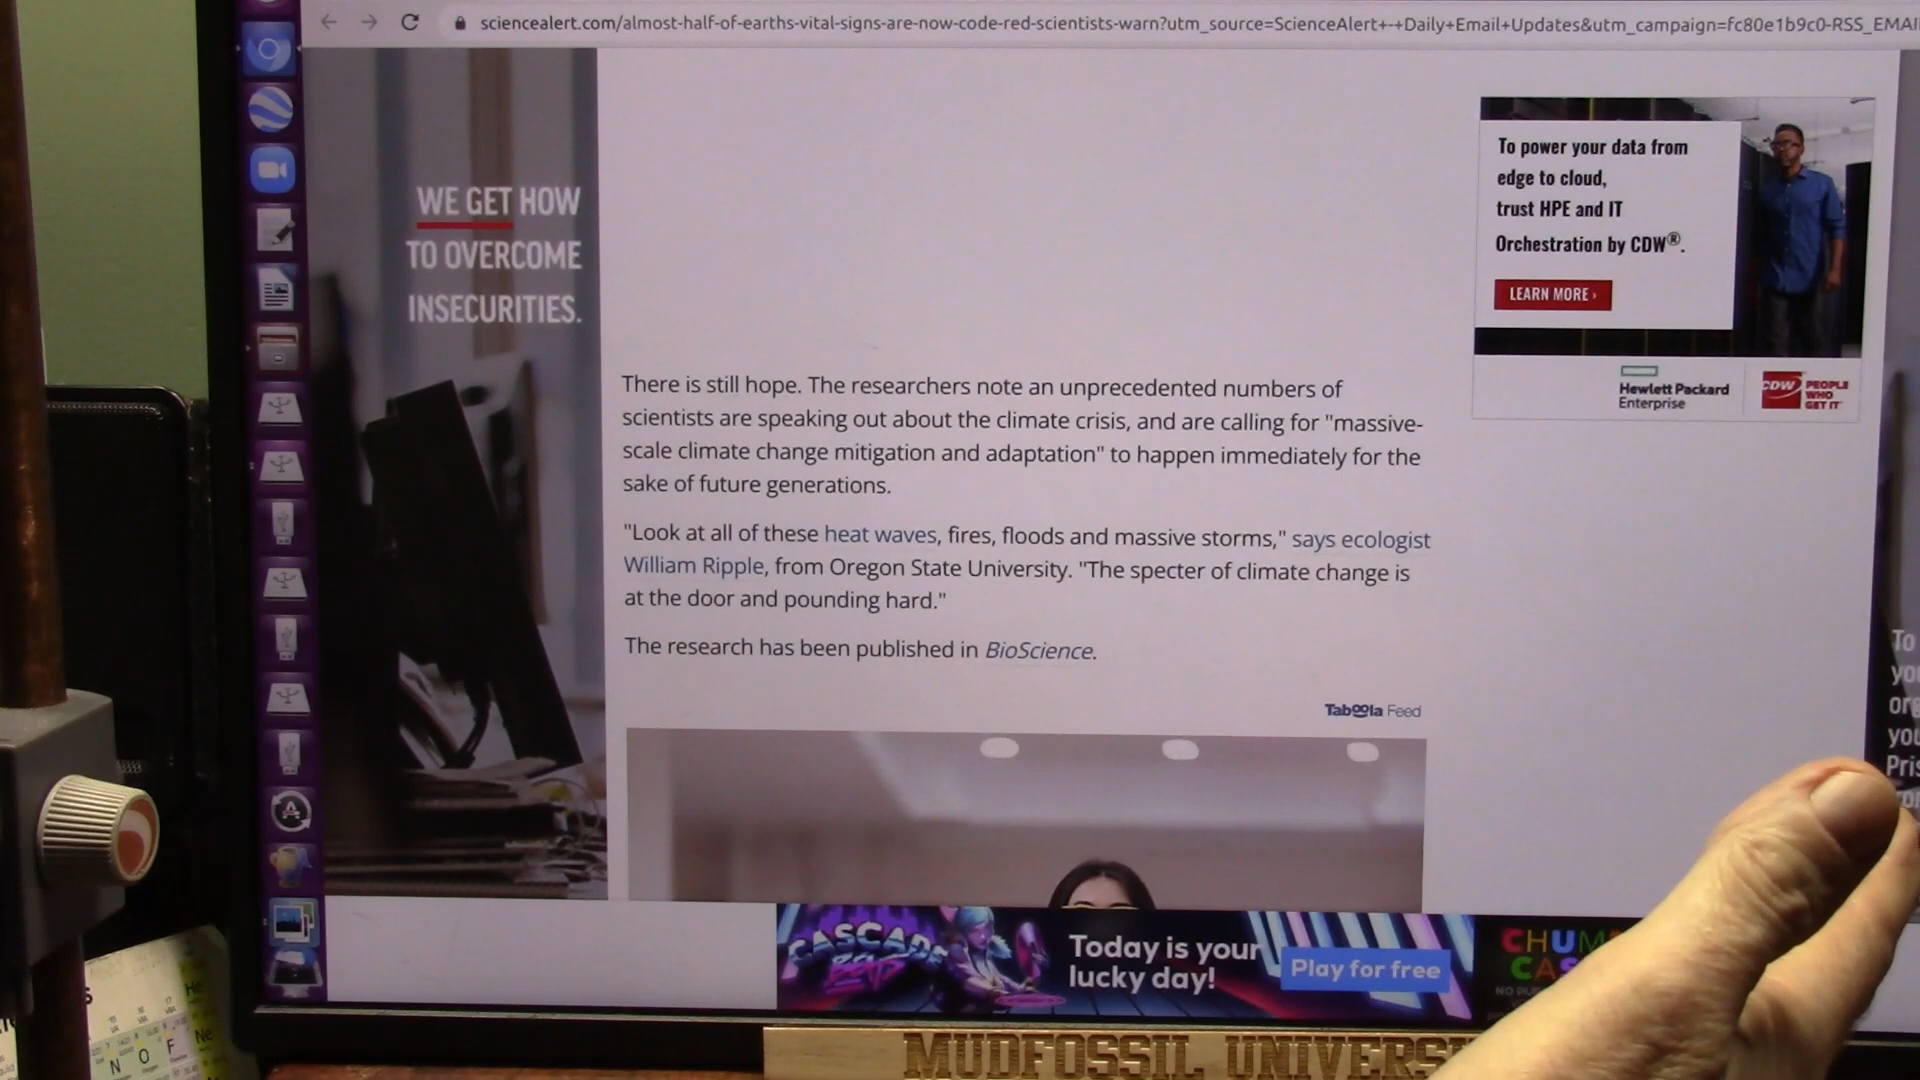 sciencealert.com/almost-half-of-earths-vital-signs-are-now-code-red-scientists-warn?utm_source=ScienceAlert+-+Daily+Email+Updates&utm_campaign=fc80e1b9c0-RSS_EMAI
WE GET HOW
TO OVERCOME
INSECURITIES.
To power your data from
edge to cloud,
trust HPE and IT
Orchestration by CDW®.
LEARN MORE ›
Hewlett Packard
Enterprise
CDW
PEOPLE
WHO
GET IT
There is still hope. The researchers note an unprecedented numbers of
scientists are speaking out about the climate crisis, and are calling for "massive-
scale climate change mitigation and adaptation" to happen immediately for the
sake of future generations.
"Look at all of these heat waves, fires, floods and massive storms," says ecologist
William Ripple, from Oregon State University. "The specter of climate change is
at the door and pounding hard."
The research has been published in BioScience.
Taboola Feed
To
CASCADE
Today is your
lucky day!
Play for free
He
Ne
N O F
MUDFOSSIL UNIVERS